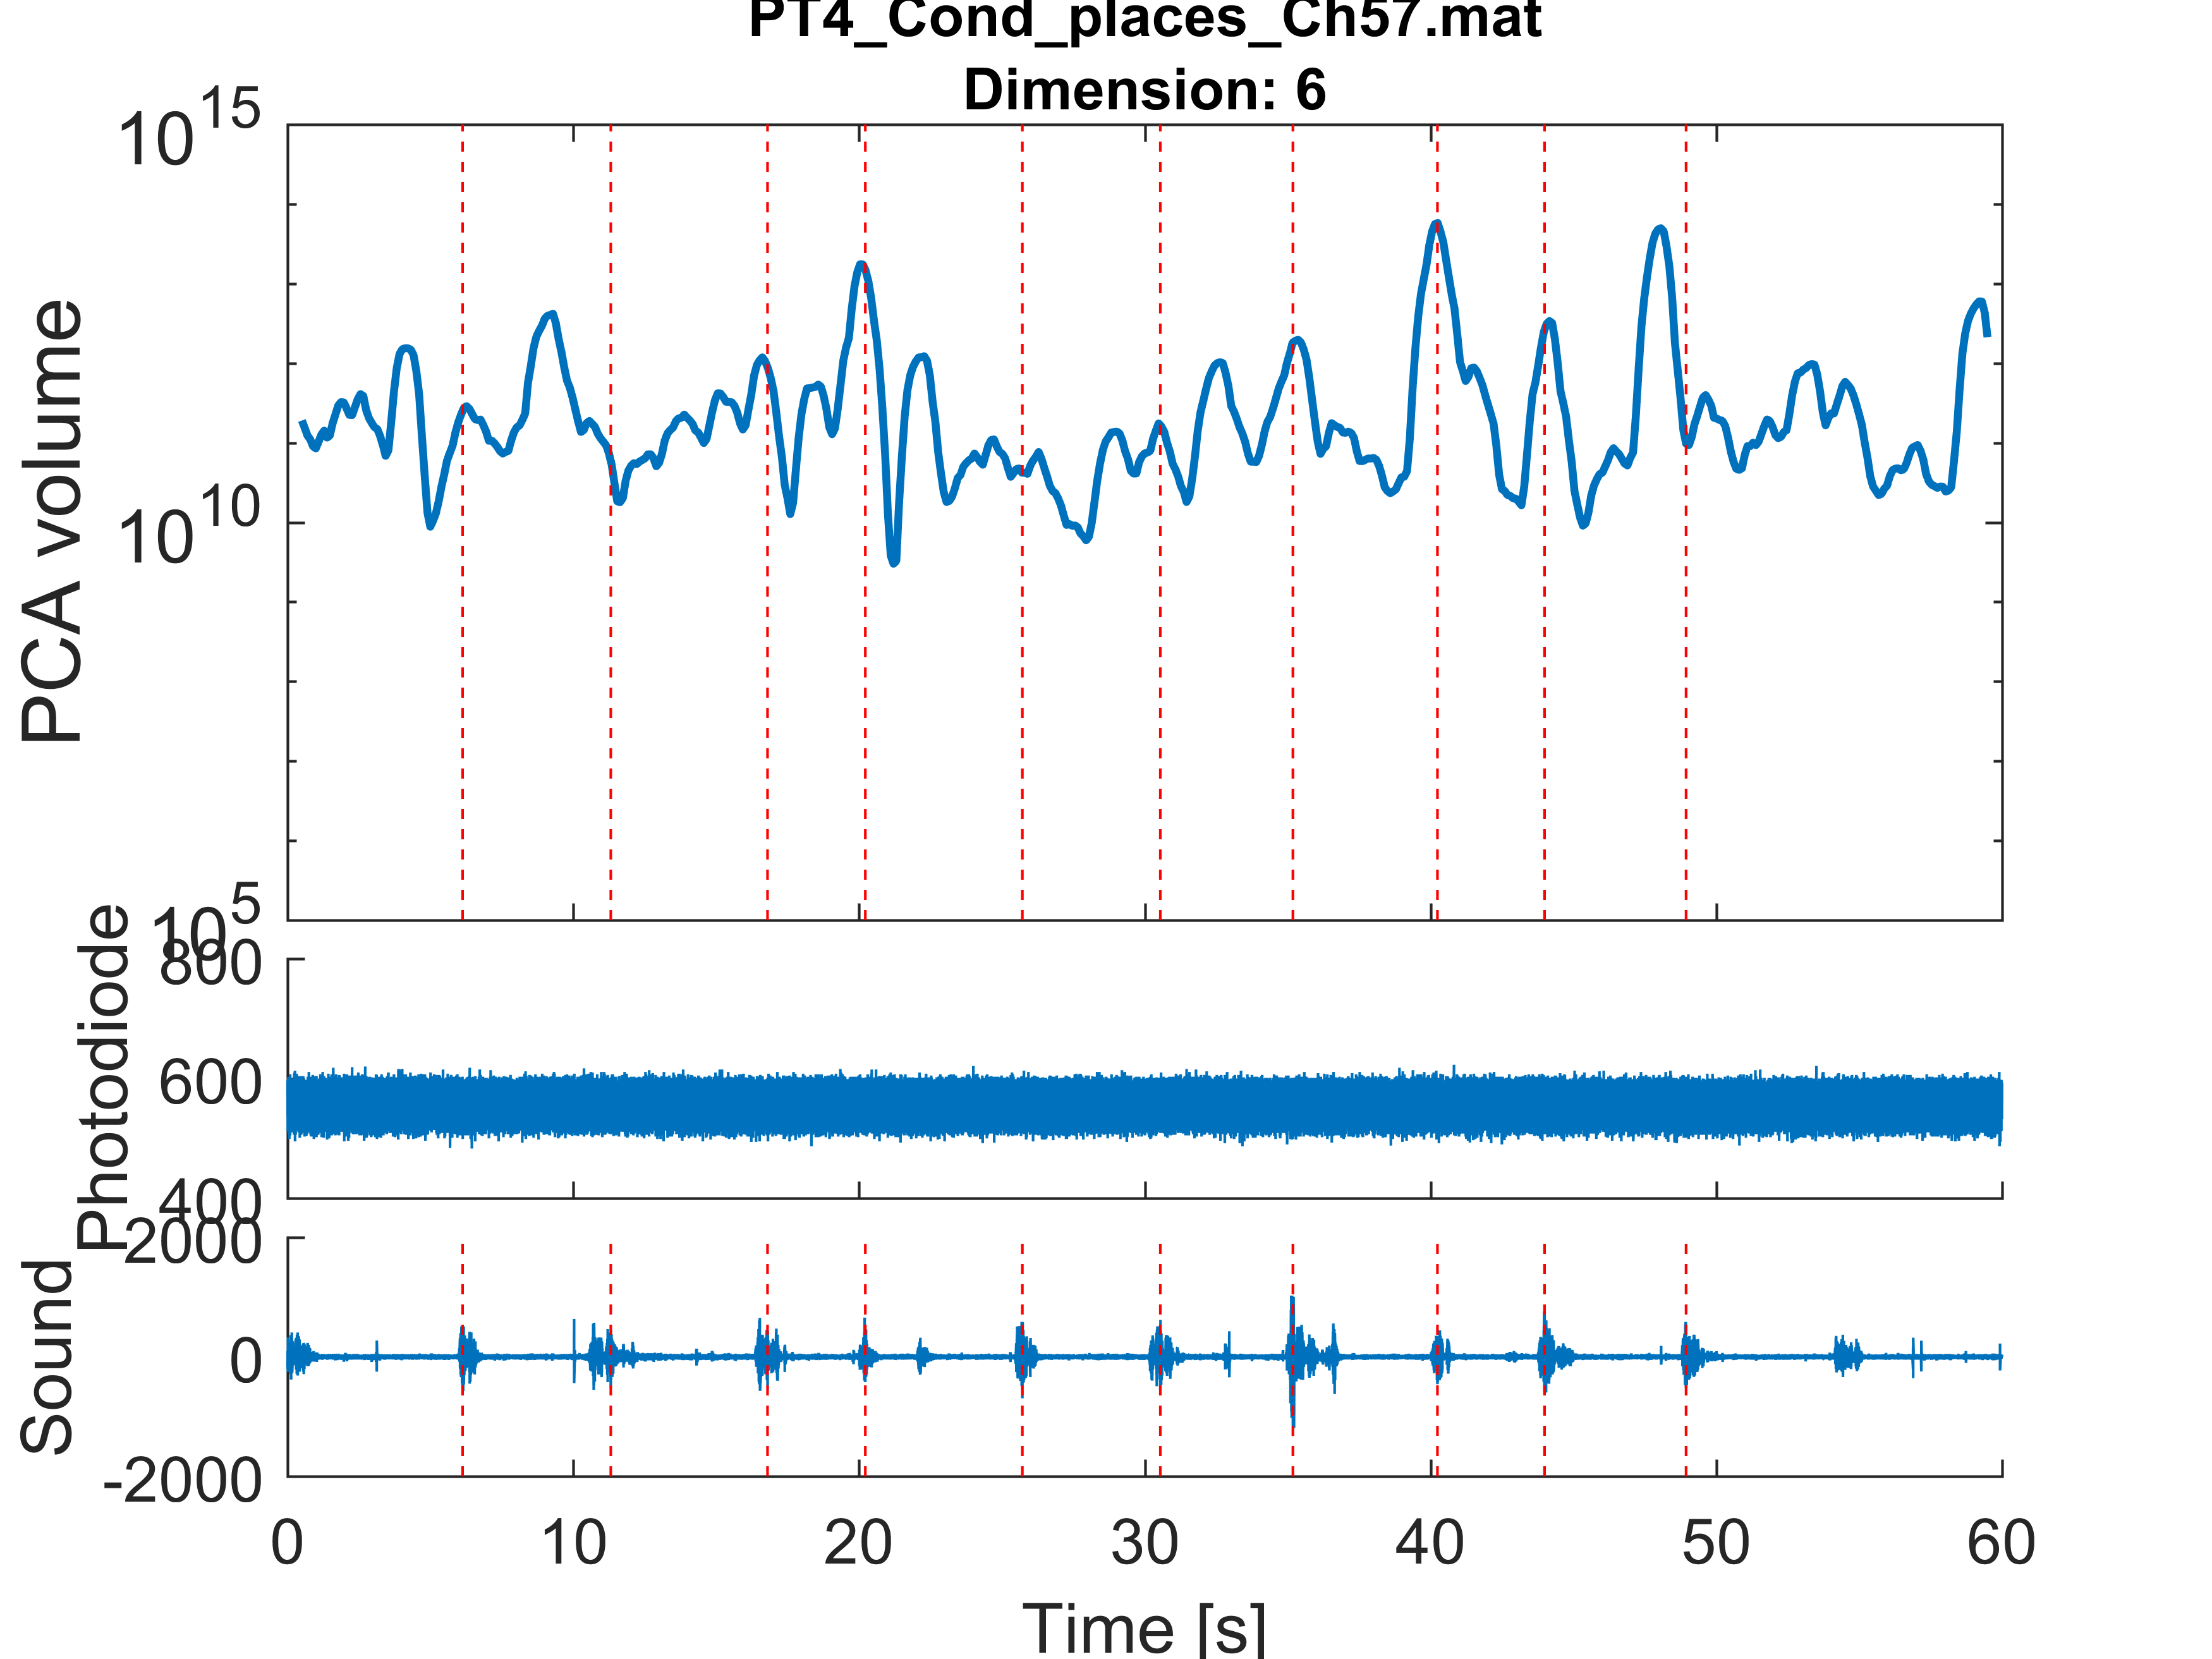 PT4_Cond_places_Ch57.mat
Dimension: 6
PCA volume
10^15
10^10
10^5
Photodiode
800
600
400
Sound
2000
0
-2000
0 10 20 30 40 50 60
Time [s]